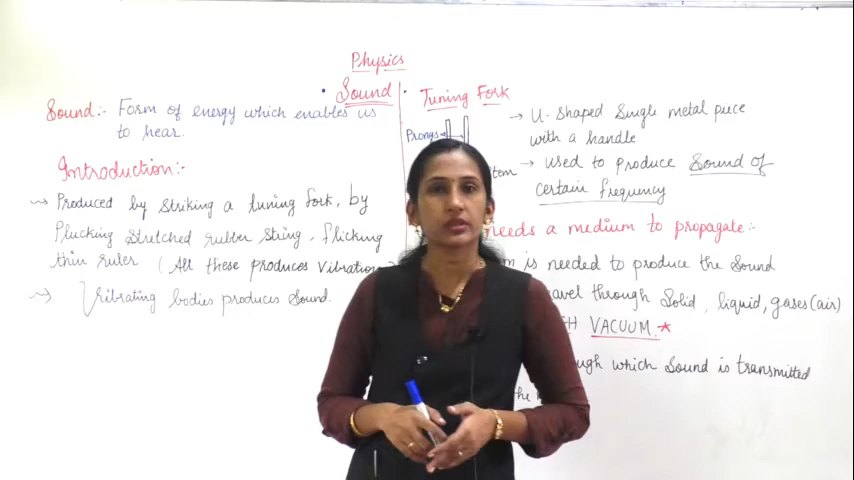 Physics
Sound
Sound:- Form of energy which enables us
to hear.
Introduction:-
Produced by striking a tuning fork, by
Plucking stretched rubber string, flicking
thin ruler (All these produces Vibration
Vibrating bodies produces Sound.
Tuning Fork
Prongs
→ U-shaped Single metal piece
with a handle
→ used to produce Sound of
certain frequency
needs a medium to propagate:-
is needed to produce the Sound
through Solid, liquid, gases(air)
VACUUM.*
which Sound is transmitted
the